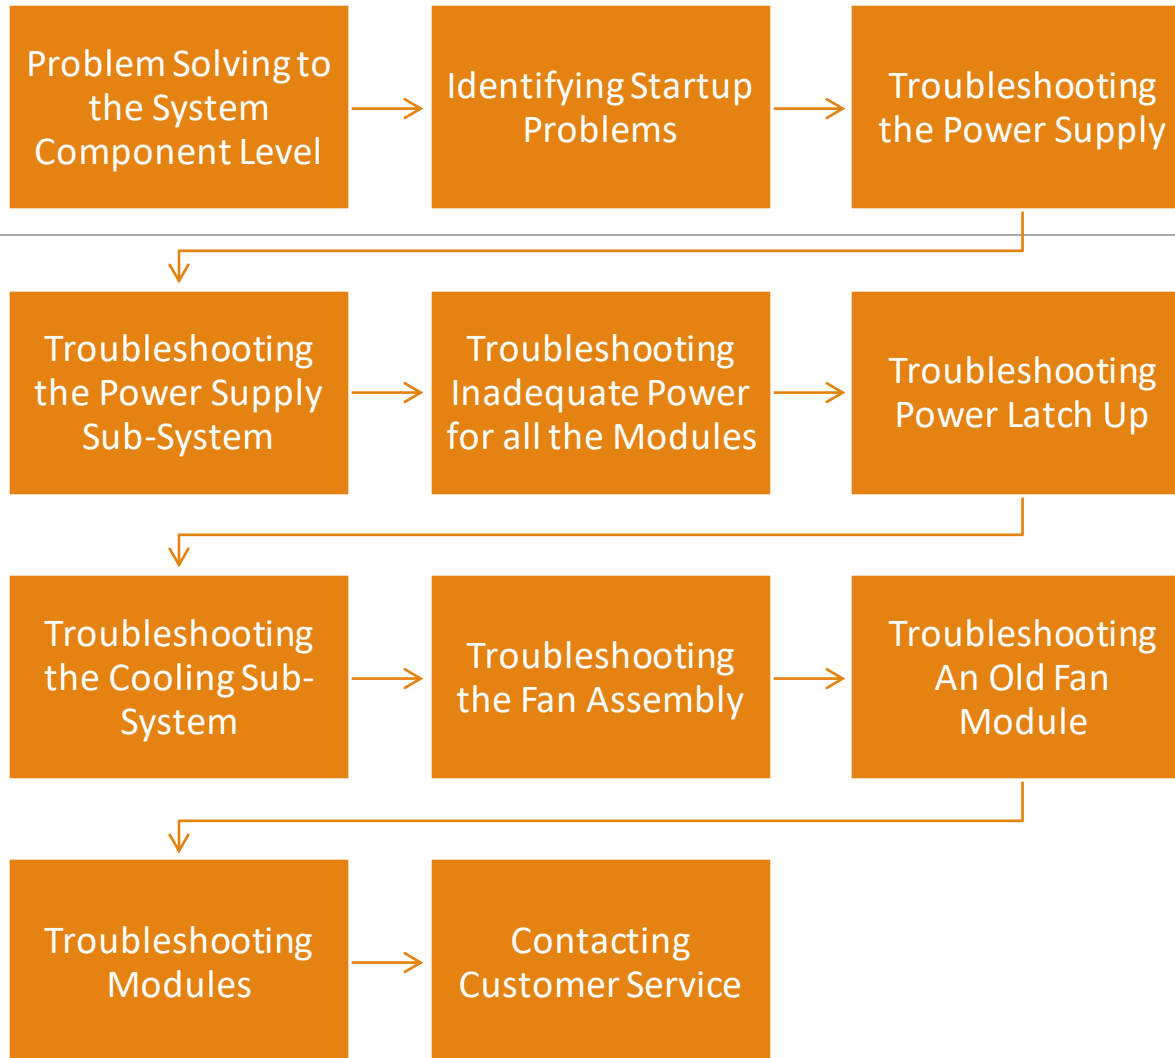 Problem Solving to
the System
Component Level
Identifying Startup
Problems
Troubleshooting
the Power Supply
Troubleshooting
the Power Supply
Sub-System
Troubleshooting
Inadequate Power
for all the Modules
Troubleshooting
Power Latch Up
Troubleshooting
the Cooling Sub-
System
Troubleshooting
the Fan Assembly
Troubleshooting
An Old Fan
Module
Troubleshooting
Modules
Contacting
Customer Service